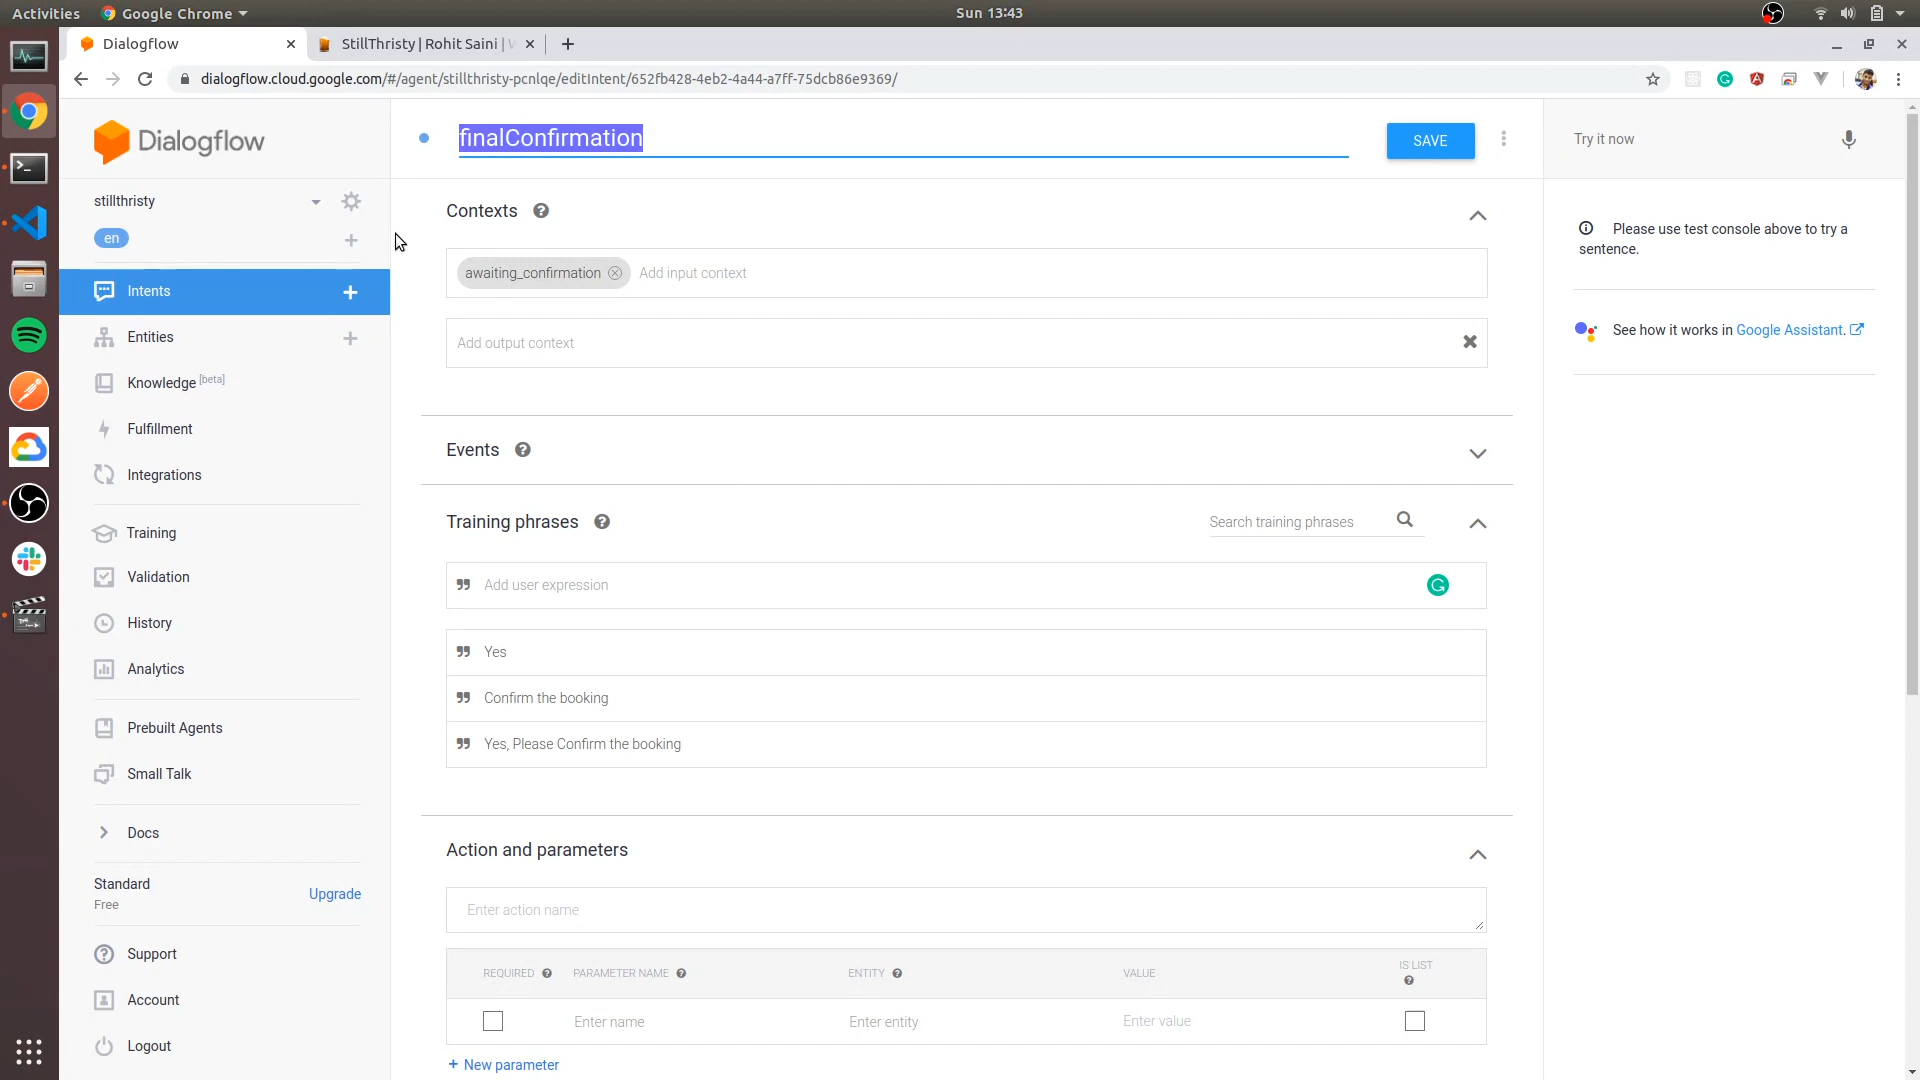 Activities
Google Chrome
Sun 13:43
Dialogflow
StillThristy | Rohit Saini |
dialogflow.cloud.google.com/#/agent/stillthristy-pcnlqe/editIntent/652fb428-4eb2-4a44-a7ff-75dcb86e9369/
Dialogflow
stillthristy
en
Intents
Entities
Knowledge [beta]
Fulfillment
Integrations
Training
Validation
History
Analytics
Prebuilt Agents
Small Talk
Docs
Standard
Free
Upgrade
Support
Account
Logout
finalConfirmation
SAVE
Contexts
awaiting_confirmation
Add input context
Add output context
Events
Training phrases
Search training phrases
Add user expression
Yes
Confirm the booking
Yes, Please Confirm the booking
Action and parameters
Enter action name
REQUIRED
PARAMETER NAME
ENTITY
VALUE
IS LIST
Enter name
Enter entity
Enter value
+ New parameter
Try it now
Please use test console above to try a
sentence.
See how it works in Google Assistant.